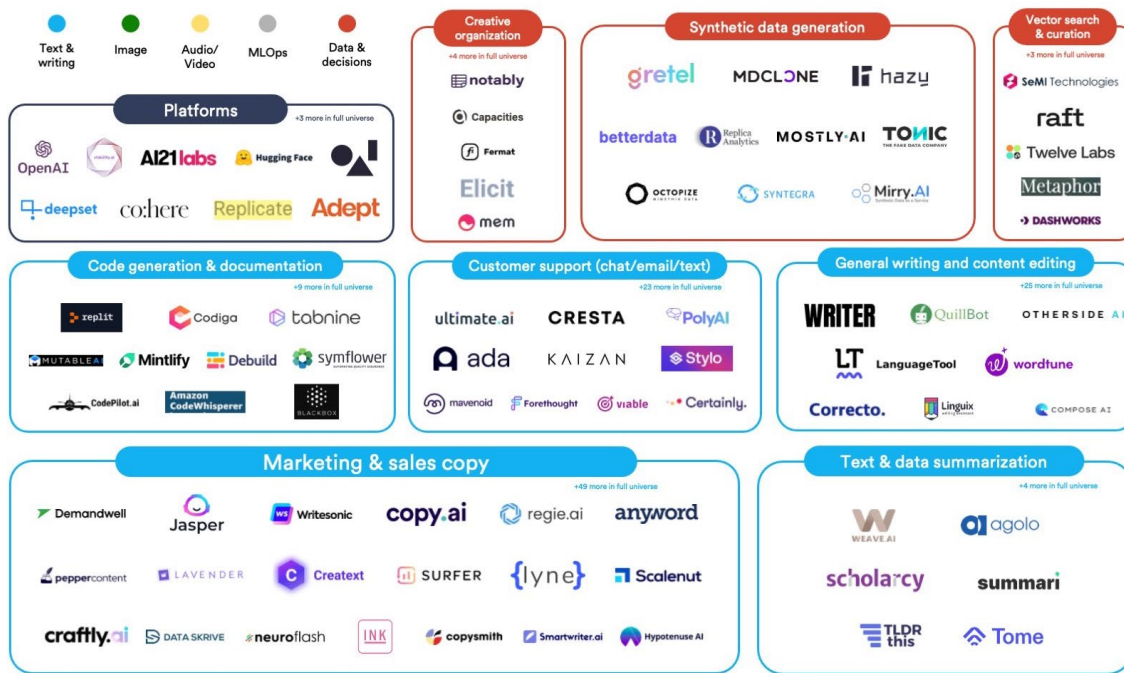 Text & writing
Image
Audio/ Video
MLOps
Data & decisions
Platforms
+3 more in full universe
OpenAI
stability.ai
AI21labs
Hugging Face
deepset
co:here
Replicate
Adept
Creative organization
+4 more in full universe
notably
Capacities
Fermat
Elicit
mem
Synthetic data generation
gretel
MDCLONE
hazy
betterdata
Replica Analytics
MOSTLY·AI
TONIC
THE FAKE DATA COMPANY
OCTOPIZE
SYNTEGRA
Mirry.AI
Synthetic Data as a Service
Vector search & curation
+3 more in full universe
SeMI Technologies
raft
Twelve Labs
Metaphor
DASHWORKS
Code generation & documentation
+9 more in full universe
replit
Codiga
tabnine
MUTABLEAI
Mintlify
Debuild
symflower
CodePilot.ai
Amazon CodeWhisperer
BLACKBOX
Customer support (chat/email/text)
+23 more in full universe
ultimate.ai
CRESTA
PolyAI
ada
KAIZAN
Stylo
mavenoid
Forethought
viable
Certainly.
General writing and content editing
+25 more in full universe
WRITER
QuillBot
OTHERSIDE AI
LT
LanguageTool
wordtune
Correcto.
Linguix
COMPOSE AI
Marketing & sales copy
+49 more in full universe
Demandwell
Jasper
WS Writesonic
copy.ai
regie.ai
anyword
peppercontent
LAVENDER
C Creatext
SURFER
{lyne}
Scalenut
craftly.ai
DATA SKRIVE
neuroflash
INK
copysmith
Smartwriter.ai
Hypotenuse AI
Text & data summarization
+4 more in full universe
WEAVE.AI
agolo
scholarcy
summari
TLDR this
Tome